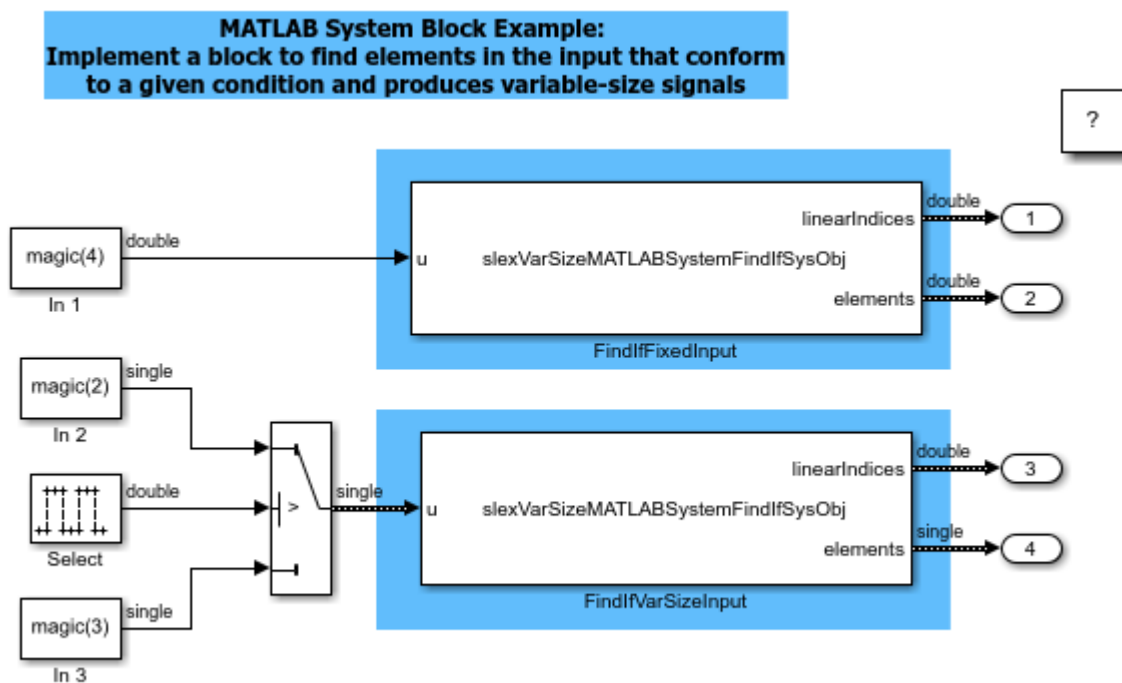 MATLAB System Block Example:
Implement a block to find elements in the input that conform
to a given condition and produces variable-size signals
?
magic(4)
In 1
double
u
slexVarSizeMATLABSystemFindIfSysObj
linearIndices
elements
FindIfFixedInput
double
1
double
2
magic(2)
In 2
single
Select
double
magic(3)
In 3
single
>
single
u
slexVarSizeMATLABSystemFindIfSysObj
linearIndices
elements
FindIfVarSizeInput
double
3
single
4